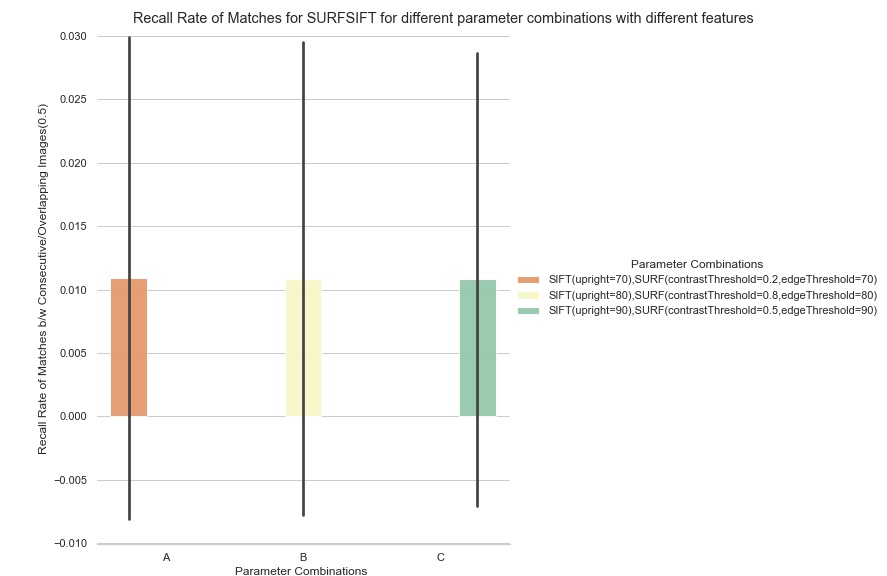 Recall Rate of Matches for SURFSIFT for different parameter combinations with different features
Recall Rate of Matches b/w Consecutive/Overlapping Images(0.5)
0.030
0.025
0.020
0.015
0.010
0.005
0.000
−0.005
−0.010
A B C
Parameter Combinations
Parameter Combinations
SIFT(upright=70),SURF(contrastThreshold=0.2,edgeThreshold=70)
SIFT(upright=80),SURF(contrastThreshold=0.8,edgeThreshold=80)
SIFT(upright=90),SURF(contrastThreshold=0.5,edgeThreshold=90)